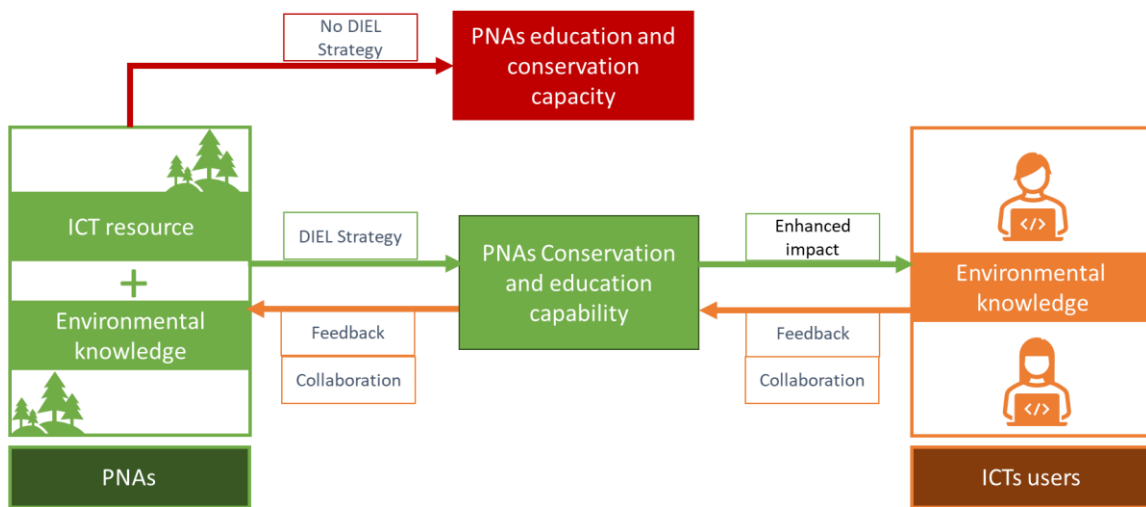 No DIEL
Strategy
PNAs education and
conservation
capacity
ICT resource
+
Environmental
knowledge
PNAs
DIEL Strategy
Feedback
Collaboration
PNAs Conservation
and education
capability
Enhanced
impact
Feedback
Collaboration
</>
Environmental
knowledge
</>
ICTs users